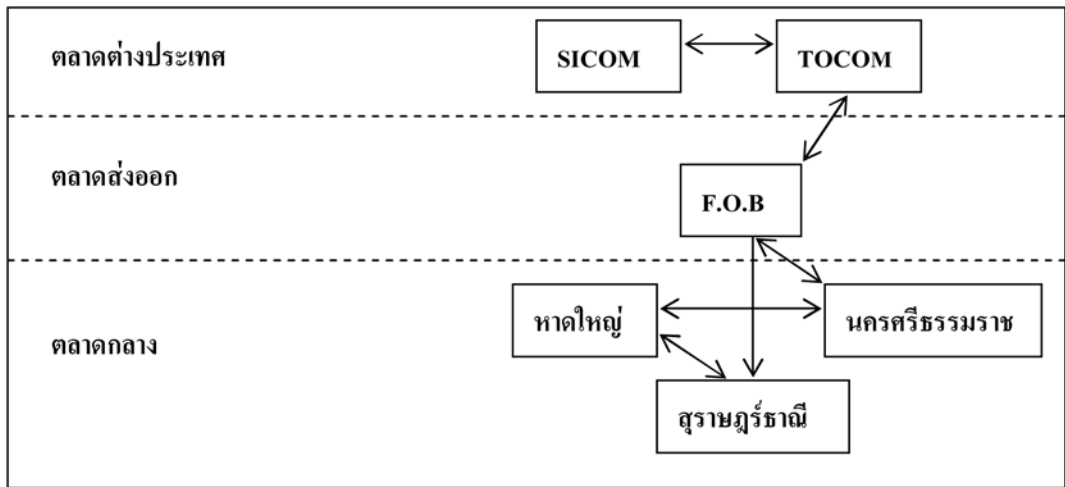 ตลาดต่างประเทศ
SICOM
TOCOM
ตลาดส่งออก
F.O.B
ตลาดกลาง
หาดใหญ่
นครศรีธรรมราช
สุราษฎร์ธาณี